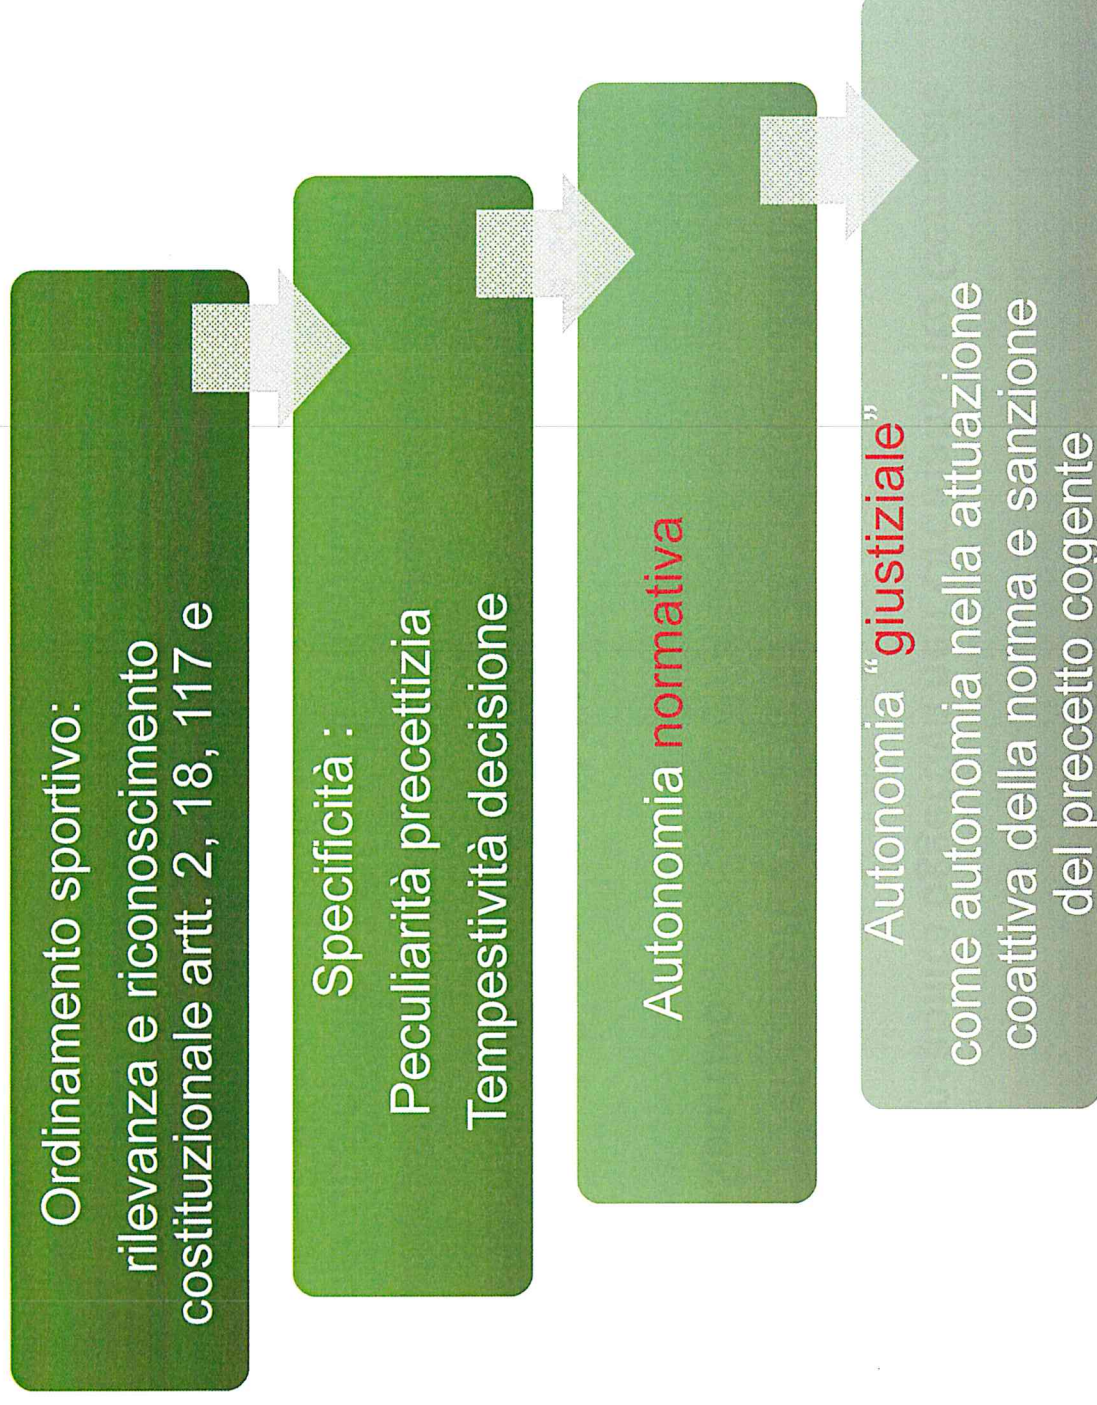 Ordinamento sportivo:
rilevanza e riconoscimento
costituzionale artt. 2, 18, 117 e
Specificità :
Peculiarità precettizia
Tempestività decisione
Autonomia normativa
Autonomia “giustiziale”
come autonomia nella attuazione
coattiva della norma e sanzione
del precetto cogente